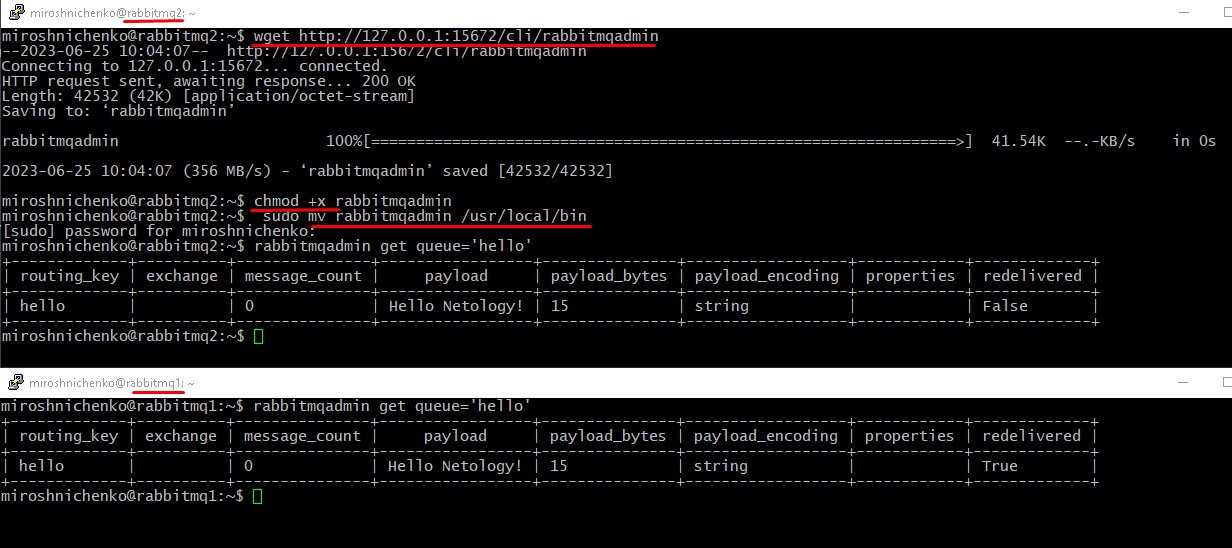 miroshnichenko@rabbitmq2: ~
miroshnichenko@rabbitmq2:~$ wget http://127.0.0.1:15672/cli/rabbitmqadmin
--2023-06-25 10:04:07--  http://127.0.0.1:15672/cli/rabbitmqadmin
Connecting to 127.0.0.1:15672... connected.
HTTP request sent, awaiting response... 200 OK
Length: 42532 (42K) [application/octet-stream]
Saving to: ‘rabbitmqadmin’
rabbitmqadmin 100%[=================================================================>] 41.54K --.-KB/s in 0s
2023-06-25 10:04:07 (356 MB/s) - ‘rabbitmqadmin’ saved [42532/42532]
miroshnichenko@rabbitmq2:~$ chmod +x rabbitmqadmin
miroshnichenko@rabbitmq2:~$  sudo mv rabbitmqadmin /usr/local/bin
[sudo] password for miroshnichenko:
miroshnichenko@rabbitmq2:~$ rabbitmqadmin get queue='hello'
+-------------+----------+---------------+----------------+---------------+------------------+------------+-------------+
| routing_key | exchange | message_count |    payload     | payload_bytes | payload_encoding | properties | redelivered |
+-------------+----------+---------------+----------------+---------------+------------------+------------+-------------+
| hello       |          | 0             | Hello Netology! | 15            | string           |            | False       |
+-------------+----------+---------------+----------------+---------------+------------------+------------+-------------+
miroshnichenko@rabbitmq2:~$
miroshnichenko@rabbitmq1: ~
miroshnichenko@rabbitmq1:~$ rabbitmqadmin get queue='hello'
+-------------+----------+---------------+----------------+---------------+------------------+------------+-------------+
| routing_key | exchange | message_count |    payload     | payload_bytes | payload_encoding | properties | redelivered |
+-------------+----------+---------------+----------------+---------------+------------------+------------+-------------+
| hello       |          | 0             | Hello Netology! | 15            | string           |            | True        |
+-------------+----------+---------------+----------------+---------------+------------------+------------+-------------+
miroshnichenko@rabbitmq1:~$